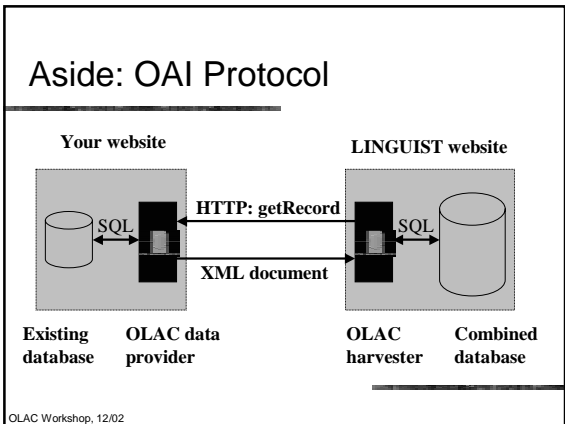 Aside: OAI Protocol
Your website
LINGUIST website
HTTP: getRecord
SQL
SQL
XML document
Existing database
OLAC data provider
OLAC harvester
Combined database
OLAC Workshop, 12/02